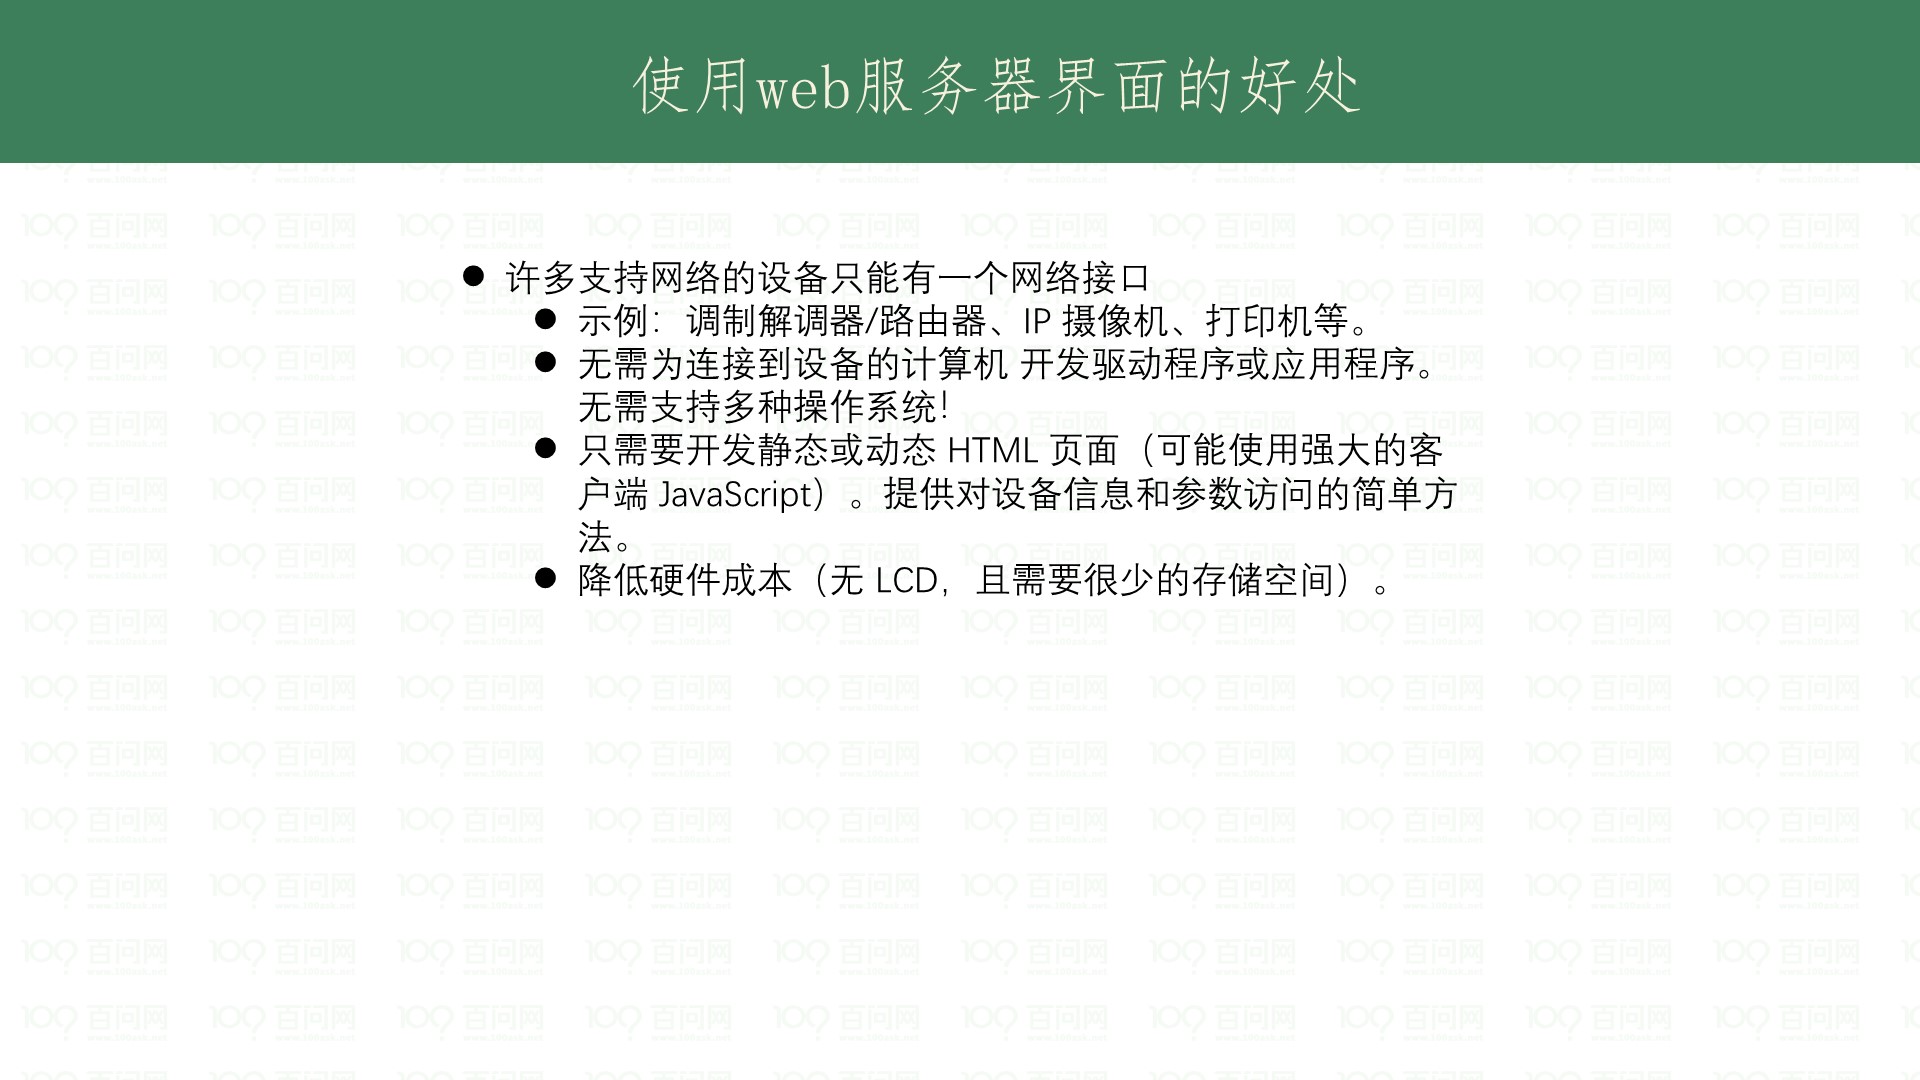 使用web服务器界面的好处
● 许多支持网络的设备只能有一个网络接口
● 示例：调制解调器/路由器、IP 摄像机、打印机等。
● 无需为连接到设备的计算机 开发驱动程序或应用程序。
无需支持多种操作系统！
● 只需要开发静态或动态 HTML 页面（可能使用强大的客
户端 JavaScript）。提供对设备信息和参数访问的简单方
法。
● 降低硬件成本（无 LCD，且需要很少的存储空间）。
百问网
www.100ask.net